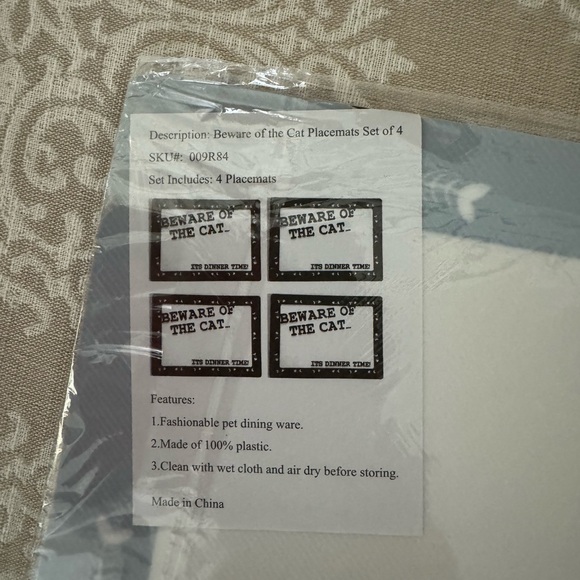 Description: Beware of the Cat Placemats Set of 4
SKU#: 009R84
Set Includes: 4 Placemats
BEWARE OF
THE CAT...
ITS DINNER TIME!
BEWARE OF
THE CAT...
ITS DINNER TIME!
BEWARE OF
THE CAT...
ITS DINNER TIME!
BEWARE OF
THE CAT...
ITS DINNER TIME!
Features:
1.Fashionable pet dining ware.
2.Made of 100% plastic.
3.Clean with wet cloth and air dry before storing.
Made in China